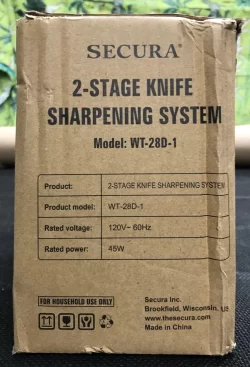 SECURA®
2-STAGE KNIFE
SHARPENING SYSTEM
Model: WT-28D-1
Product: 2-STAGE KNIFE SHARPENING SYSTEM
Product model: WT-28D-1
Rated voltage: 120V~ 60Hz
Rated power: 45W
FOR HOUSEHOLD USE ONLY
Secura Inc.
Brookfield, Wisconsin, US
www.thesecura.com
Made in China